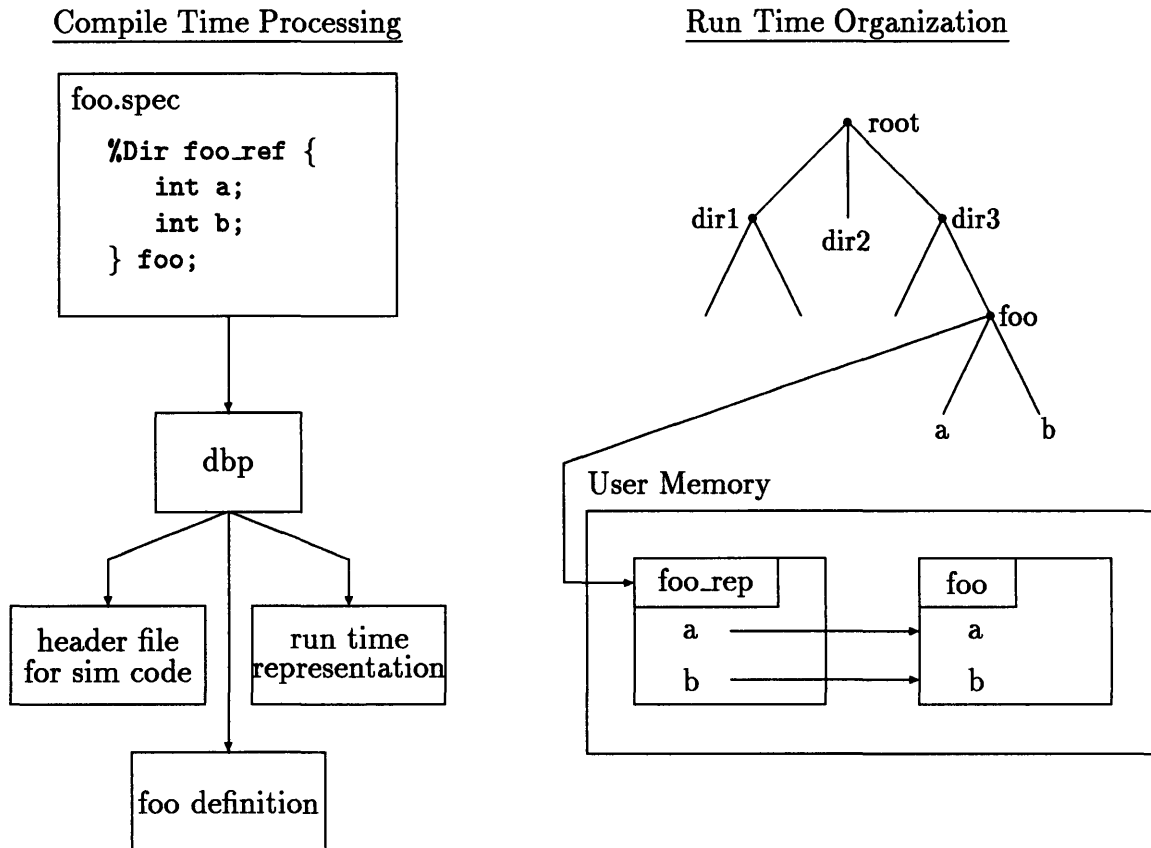 Compile Time Processing
foo.spec
%Dir foo_ref {
int a;
int b;
} foo;
dbp
header file
for sim code
run time
representation
foo definition
Run Time Organization
root
dir1
dir2
dir3
foo
a
b
User Memory
foo_rep
a
b
foo
a
b